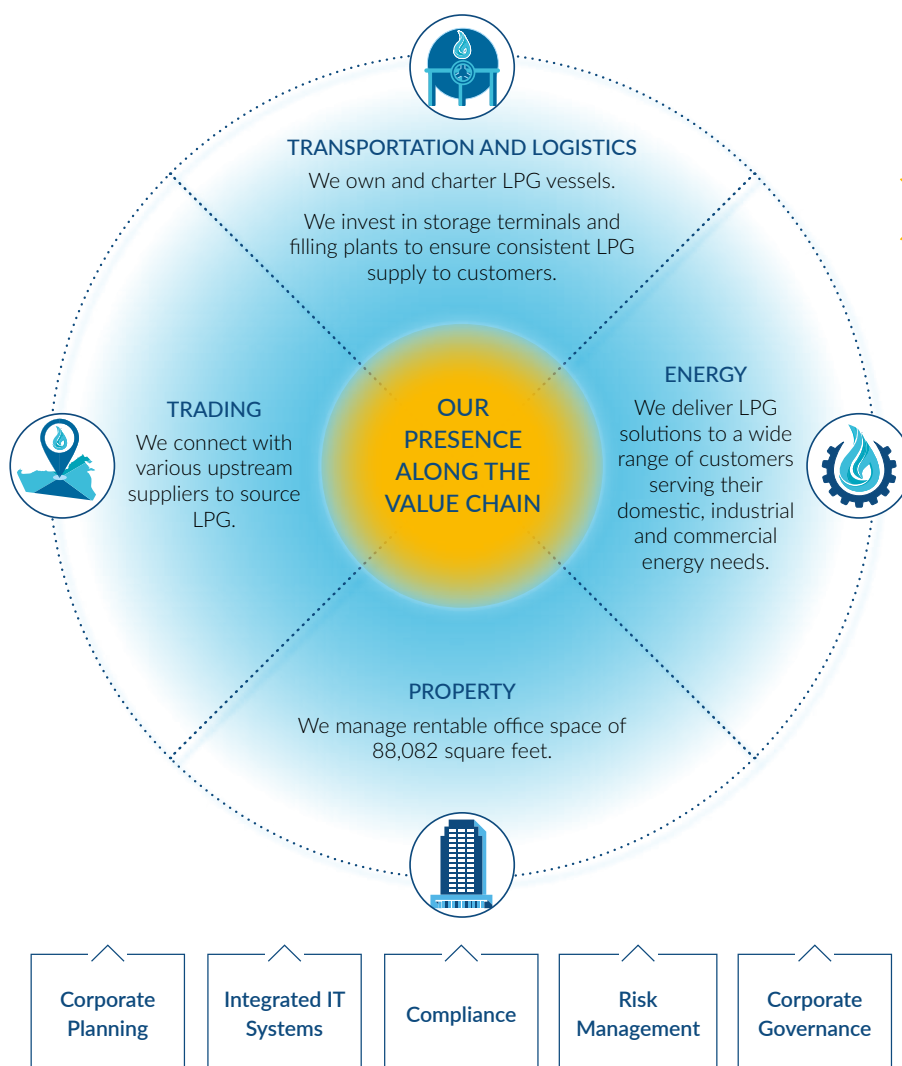 TRANSPORTATION AND LOGISTICS
We own and charter LPG vessels.
We invest in storage terminals and
filling plants to ensure consistent LPG
supply to customers.
TRADING
We connect with
various upstream
suppliers to source
LPG.
OUR
PRESENCE
ALONG THE
VALUE CHAIN
ENERGY
We deliver LPG
solutions to a wide
range of customers
serving their
domestic, industrial
and commercial
energy needs.
PROPERTY
We manage rentable office space of
88,082 square feet.
Corporate
Planning
Integrated IT
Systems
Compliance
Risk
Management
Corporate
Governance